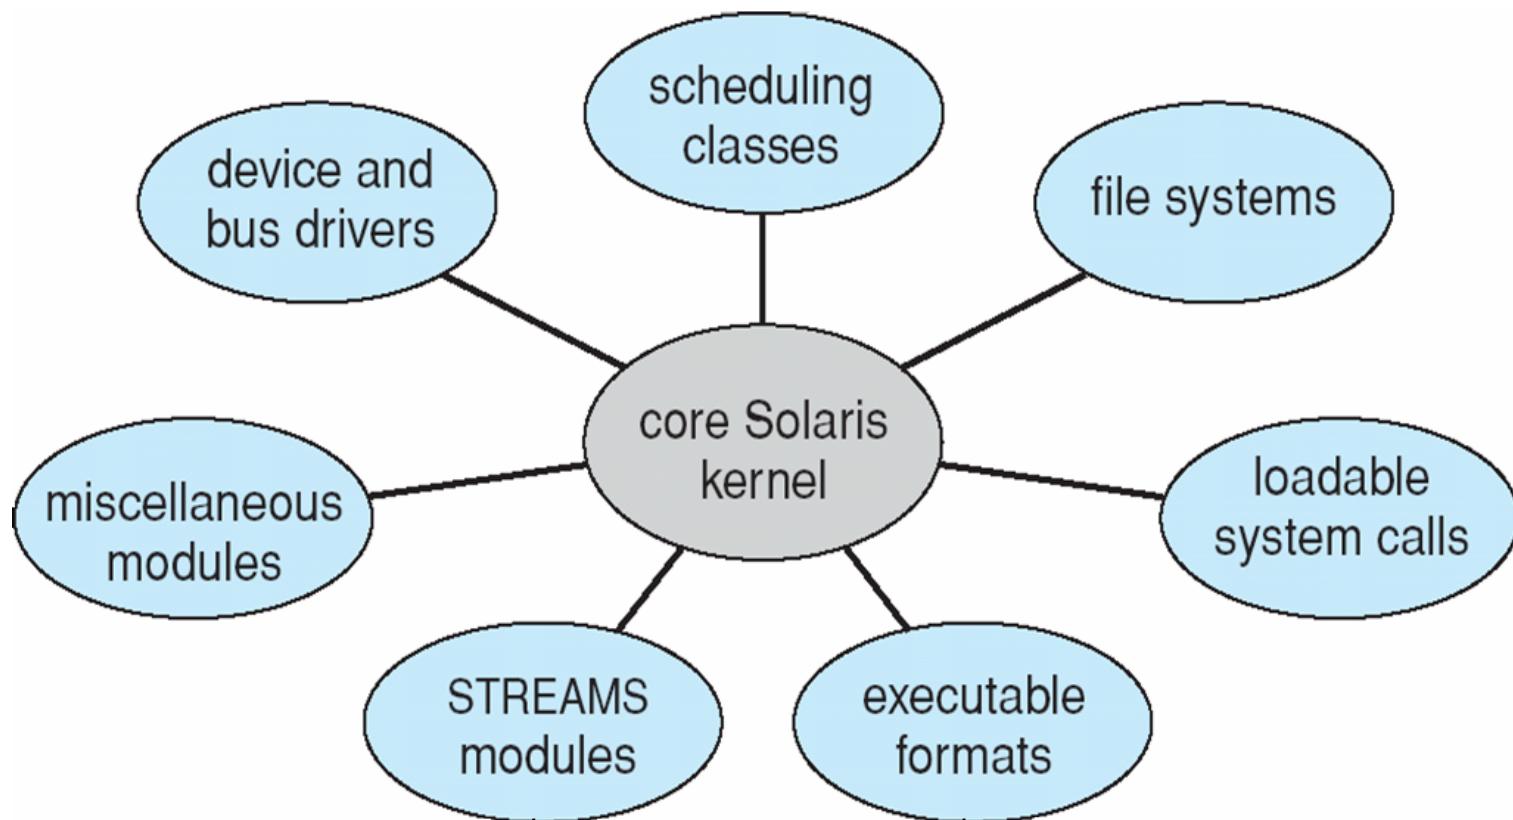 scheduling
classes
device and
bus drivers
file systems
core Solaris
kernel
miscellaneous
modules
loadable
system calls
STREAMS
modules
executable
formats